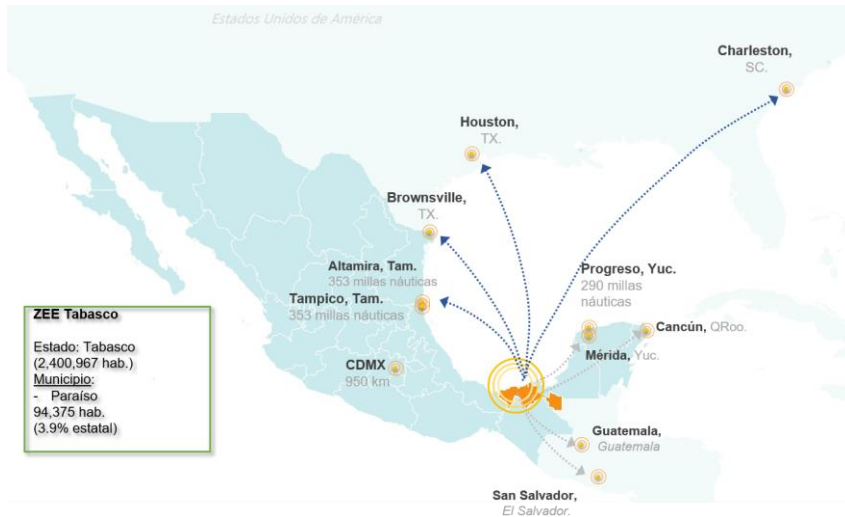 Estados Unidos de América
Charleston,
SC.
Houston,
TX.
Brownsville,
TX.
Altamira, Tam.
353 millas náuticas
Tampico, Tam.
353 millas náuticas
Progreso, Yuc.
290 millas
náuticas
Cancún, QRoo.
Mérida, Yuc.
CDMX
950 km
Guatemala,
Guatemala
San Salvador,
El Salvador.
ZEE Tabasco
Estado: Tabasco
(2,400,967 hab.)
Municipio:
- Paraíso
94,375 hab.
(3.9% estatal)